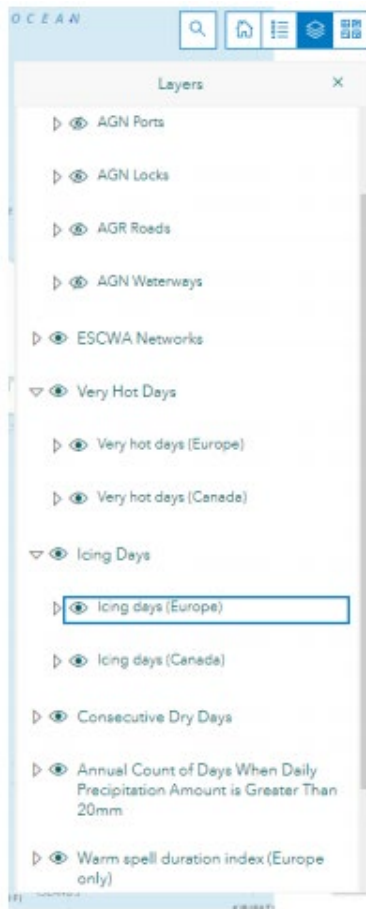 OCEAN
Layers
AGN Ports
AGN Locks
AGR Roads
AGN Waterways
ESCWA Networks
Very Hot Days
Very hot days (Europe)
Very hot days (Canada)
Icing Days
Icing days (Europe)
Icing days (Canada)
Consecutive Dry Days
Annual Count of Days When Daily
Precipitation Amount is Greater Than
20mm
Warm spell duration index (Europe
only)